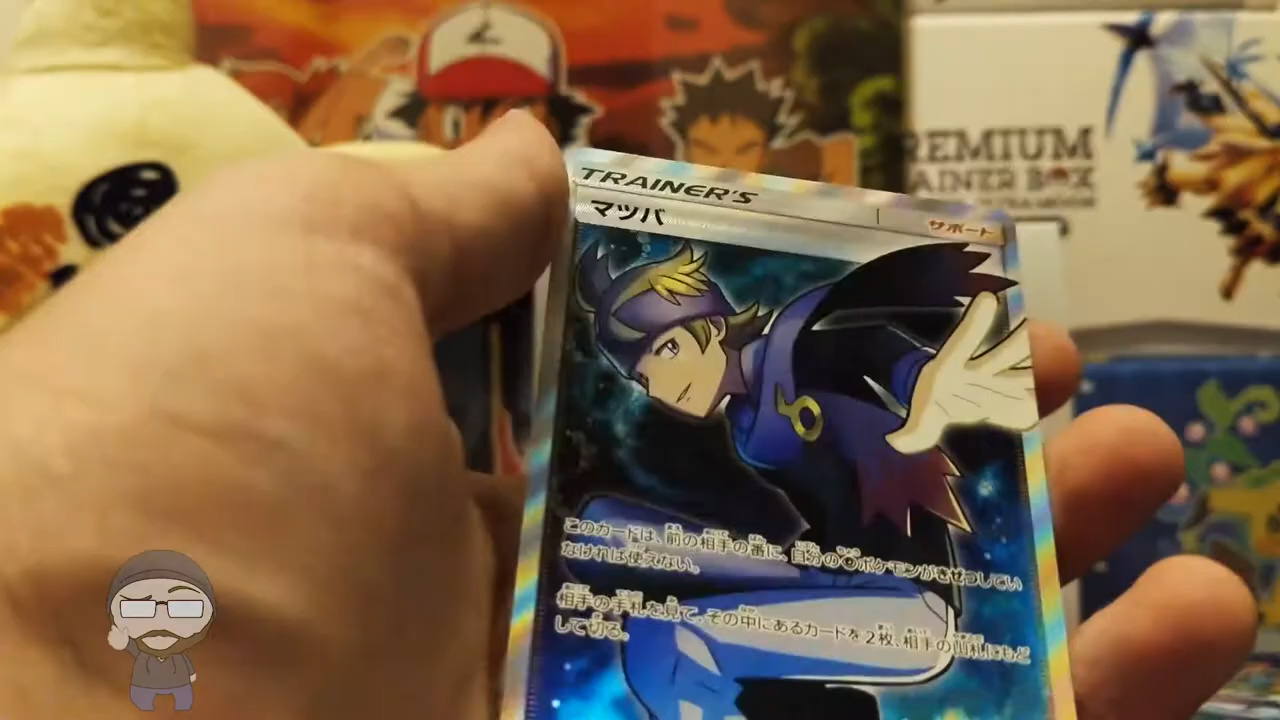 TRAINER'S
マツバ
サポート
このカードは、前の相手の番に、自分の ポケモンがきぜつしてい
なければ使えない。
相手の手札を見て、その中にあるカードを2枚、相手の山札にもど
して切る。
REMIUM
AINER BOX